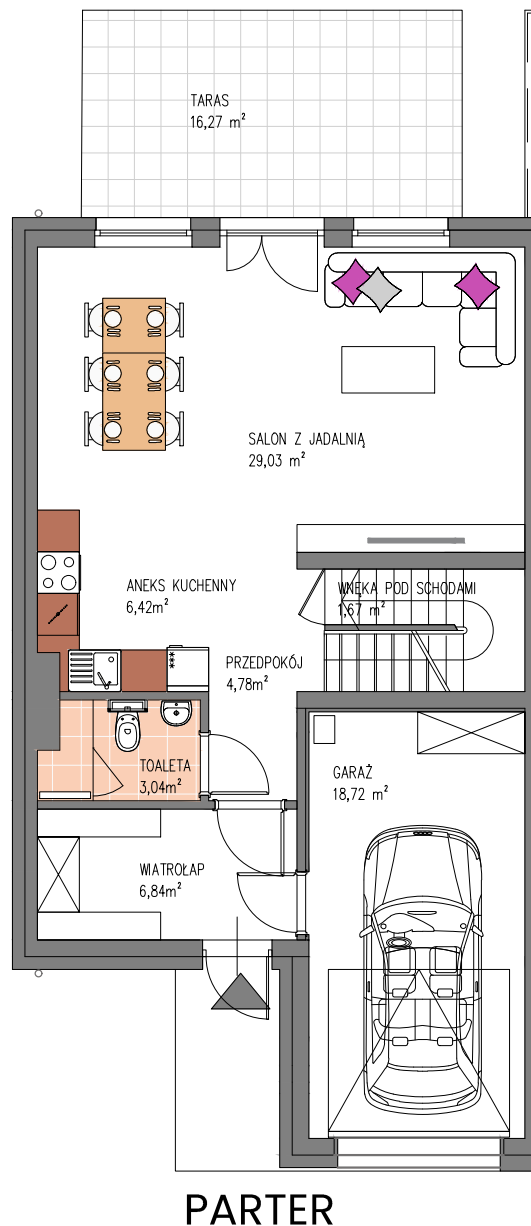 TARAS
16,27 m²
SALON Z JADALNIĄ
29,03 m²
ANEKS KUCHENNY
6,42m²
WNĘKA POD SCHODAMI
1,67 m²
PRZEDPOKÓJ
4,78m²
TOALETA
3,04m²
GARAŻ
18,72 m²
WIATROŁAP
6,84m²
PARTER